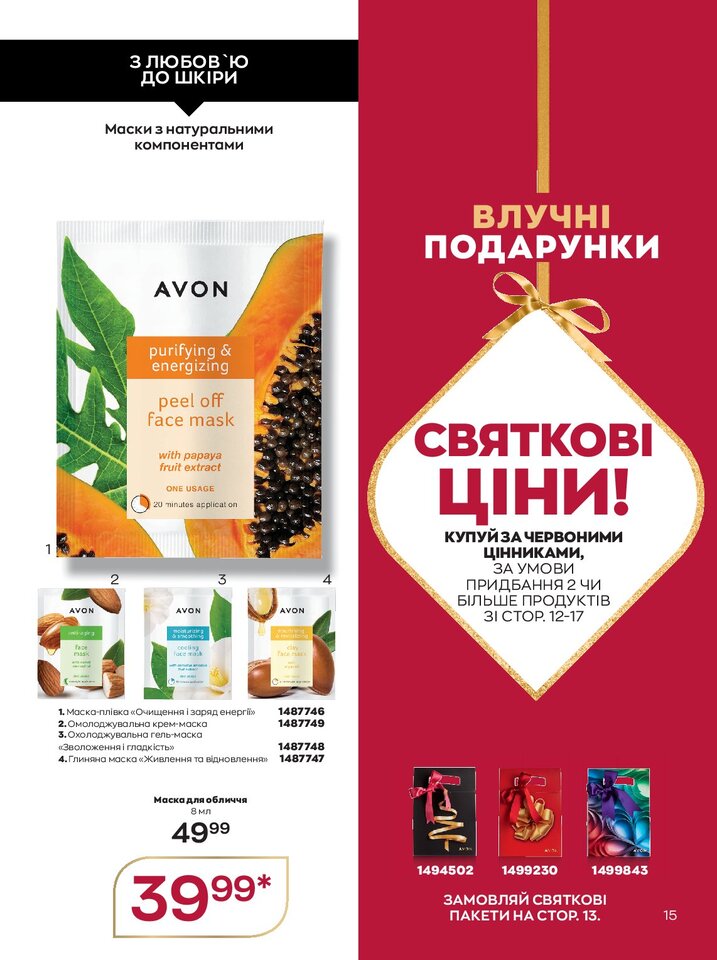 З ЛЮБОВ`Ю
ДО ШКІРИ
Маски з натуральними
компонентами
AVON
purifying &
energizing
peel off
face mask
with papaya
fruit extract
ONE USAGE
20 minutes application
1
2
3
4
AVON
face
mask
AVON
moisturizing
& smoothing
cooling
face mask
AVON
clay
face mask
1. Маска-плівка «Очищення і заряд енергії» 1487746
2. Омолоджувальна крем-маска 1487749
3. Охолоджувальна гель-маска
«Зволоження і гладкість» 1487748
4. Глиняна маска «Живлення та відновлення» 1487747
Маска для обличчя
8 мл
49⁹⁹
39⁹⁹*
ВЛУЧНІ
ПОДАРУНКИ
СВЯТКОВІ
ЦІНИ!
КУПУЙ ЗА ЧЕРВОНИМИ
ЦІННИКАМИ,
ЗА УМОВИ
ПРИДБАННЯ 2 ЧИ
БІЛЬШЕ ПРОДУКТІВ
ЗІ СТОР. 12-17
AVON
AVON
AVON
1494502 1499230 1499843
ЗАМОВЛЯЙ СВЯТКОВІ
ПАКЕТИ НА СТОР. 13.
15